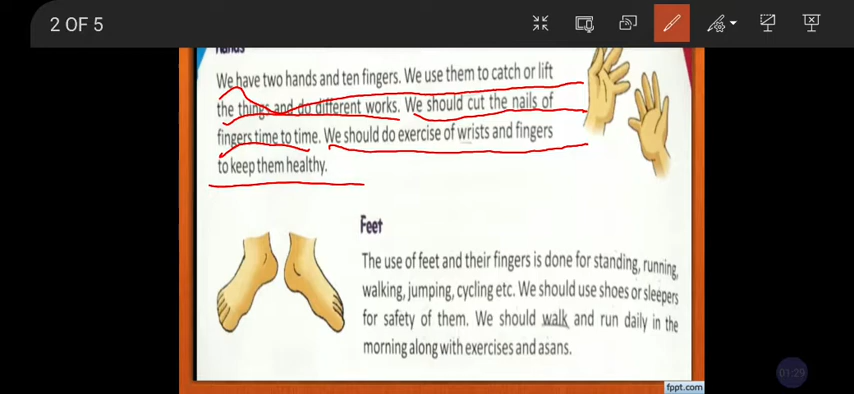 2 OF 5
Hands
We have two hands and ten fingers. We use them to catch or lift
the things and do different works. We should cut the nails of
fingers time to time. We should do exercise of wrists and fingers
to keep them healthy.
Feet
The use of feet and their fingers is done for standing, running,
walking, jumping, cycling etc. We should use shoes or sleepers
for safety of them. We should walk and run daily in the
morning along with exercises and asans.
01:29
fppt.com